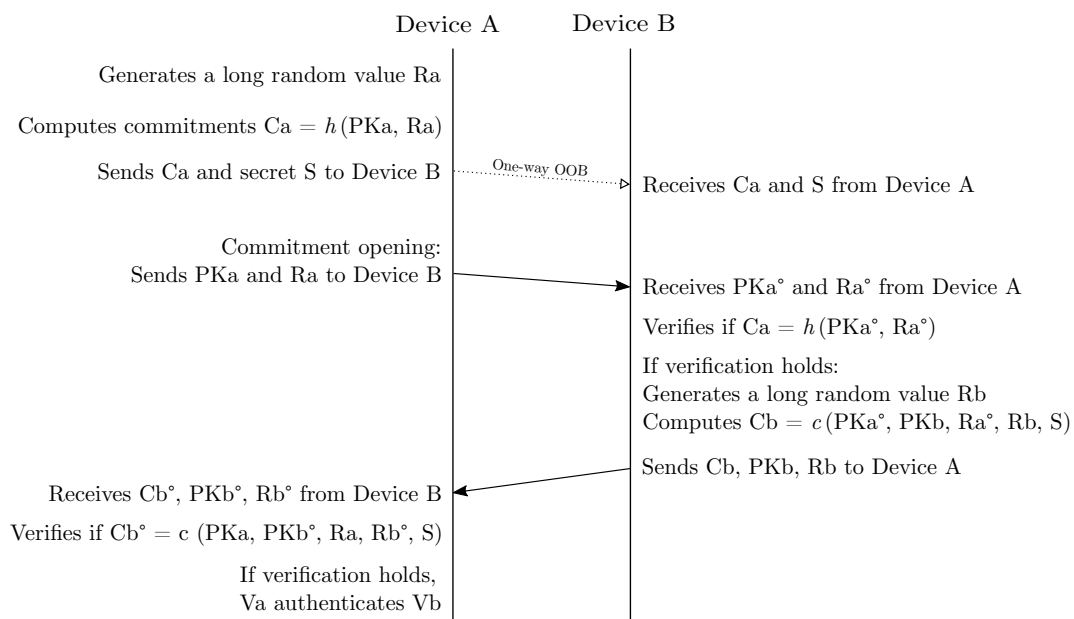 Device A
Device B
Generates a long random value Ra
Computes commitments Ca = h(PKa, Ra)
Sends Ca and secret S to Device B
One-way OOB
Receives Ca and S from Device A
Commitment opening:
Sends PKa and Ra to Device B
Receives PKa° and Ra° from Device A
Verifies if Ca = h(PKa°, Ra°)
If verification holds:
Generates a long random value Rb
Computes Cb = c(PKa°, PKb, Ra°, Rb, S)
Sends Cb, PKb, Rb to Device A
Receives Cb°, PKb°, Rb° from Device B
Verifies if Cb° = c (PKa, PKb°, Ra, Rb°, S)
If verification holds,
Va authenticates Vb